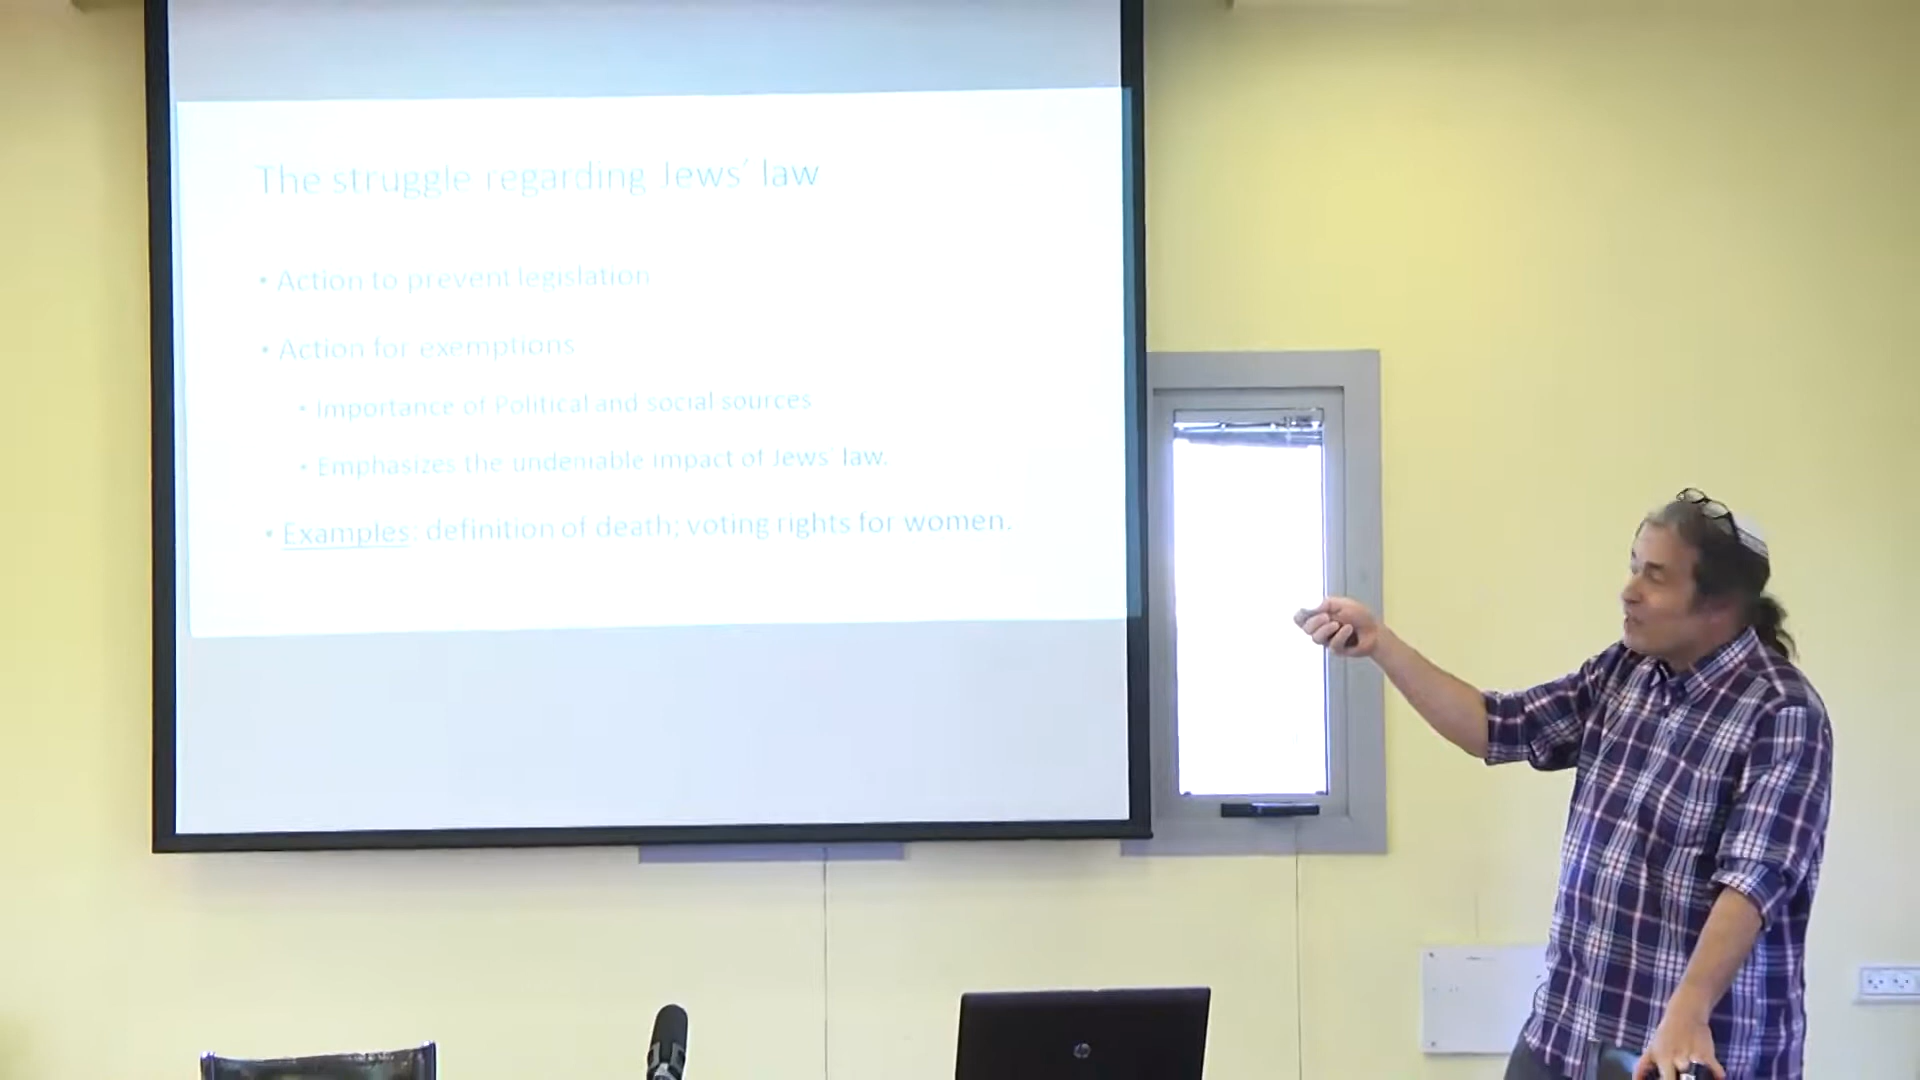 The struggle regarding Jews' law
• Action to prevent legislation
• Action for exemptions
• Importance of Political and social sources
• Emphasizes the undeniable impact of Jews' law.
• Examples: definition of death; voting rights for women.
hp